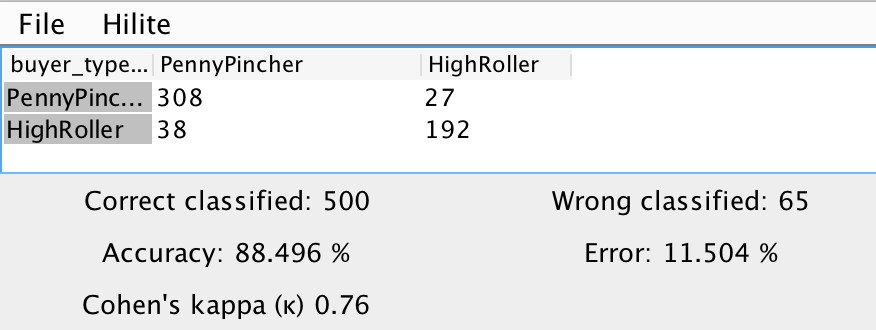 File Hilite
buyer_type... PennyPincher HighRoller
PennyPinc... 308 27
HighRoller 38 192
Correct classified: 500 Wrong classified: 65
Accuracy: 88.496 % Error: 11.504 %
Cohen's kappa (κ) 0.76